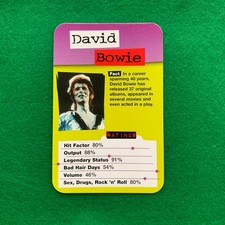 David
Bowie
Fact In a career
spanning 40 years,
David Bowie has
released 27 original
albums, appeared in
several movies and
even acted in a play.
RATINGS
Hit Factor 80%
Output 88%
Legendary Status 91%
Bad Hair Days 54%
Volume 46%
Sex, Drugs, Rock 'n' Roll 80%